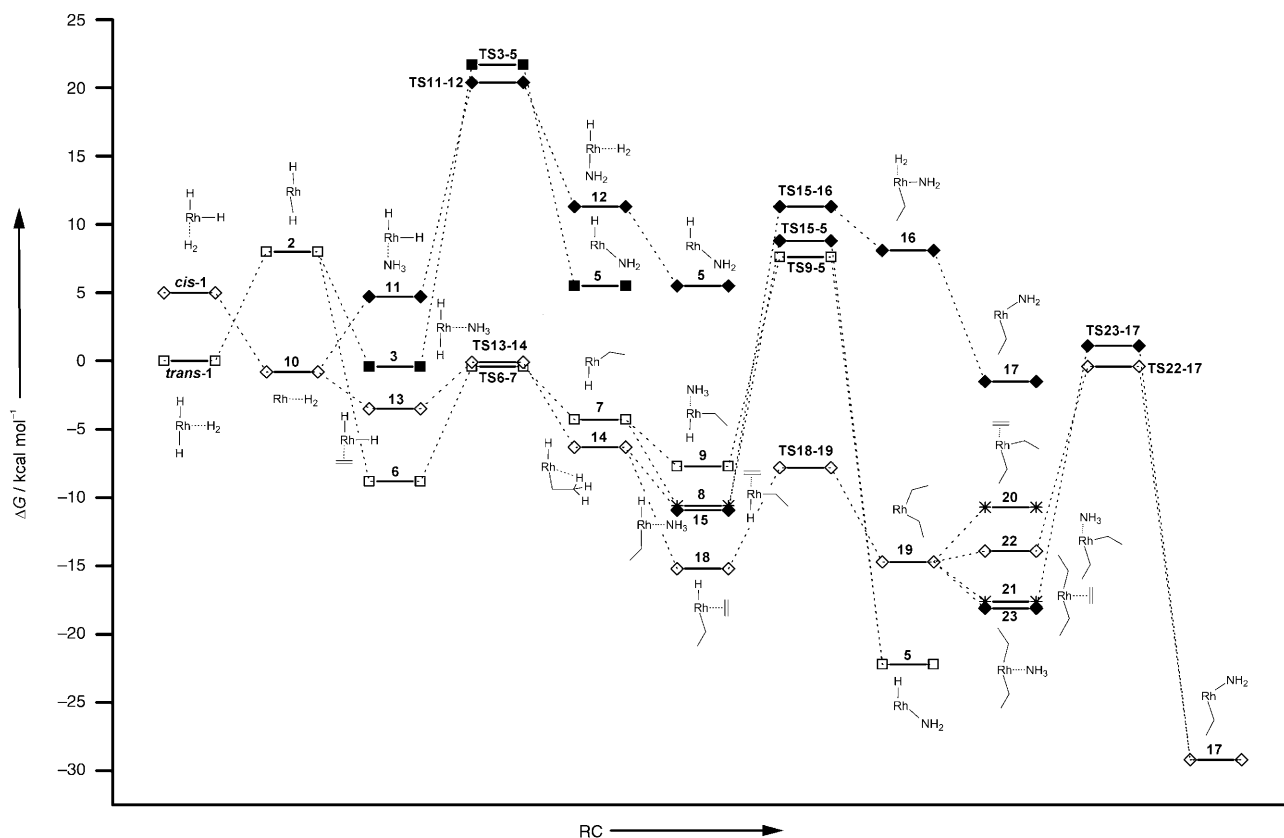 25
20
15
10
5
0
−5
−10
−15
−20
−25
−30
ΔG / kcal mol⁻¹
RC
TS3-5
TS11-12
H
Rh
H
H₂
cis-1
trans-1
H
Rh
H₂
H
H
Rh
H
2
10
Rh
H₂
H
Rh
H
NH₃
11
3
H
Rh
NH₃
H
13
H
Rh
H
6
TS13-14
TS6-7
H
Rh
H₂
NH₂
12
H
Rh
NH₂
5
H
Rh
NH₂
5
Rh
H
7
14
H
Rh
H
H
H
NH₃
Rh
H
9
8
15
H
Rh
NH₃
Rh
H
18
H
Rh
TS15-16
TS15-5
TS9-5
TS18-19
H₂
Rh
NH₂
16
Rh
NH₂
17
Rh
19
5
H
Rh
NH₂
Rh
20
22
21
23
NH₃
Rh
Rh
Rh
NH₃
TS23-17
TS22-17
Rh
NH₂
17